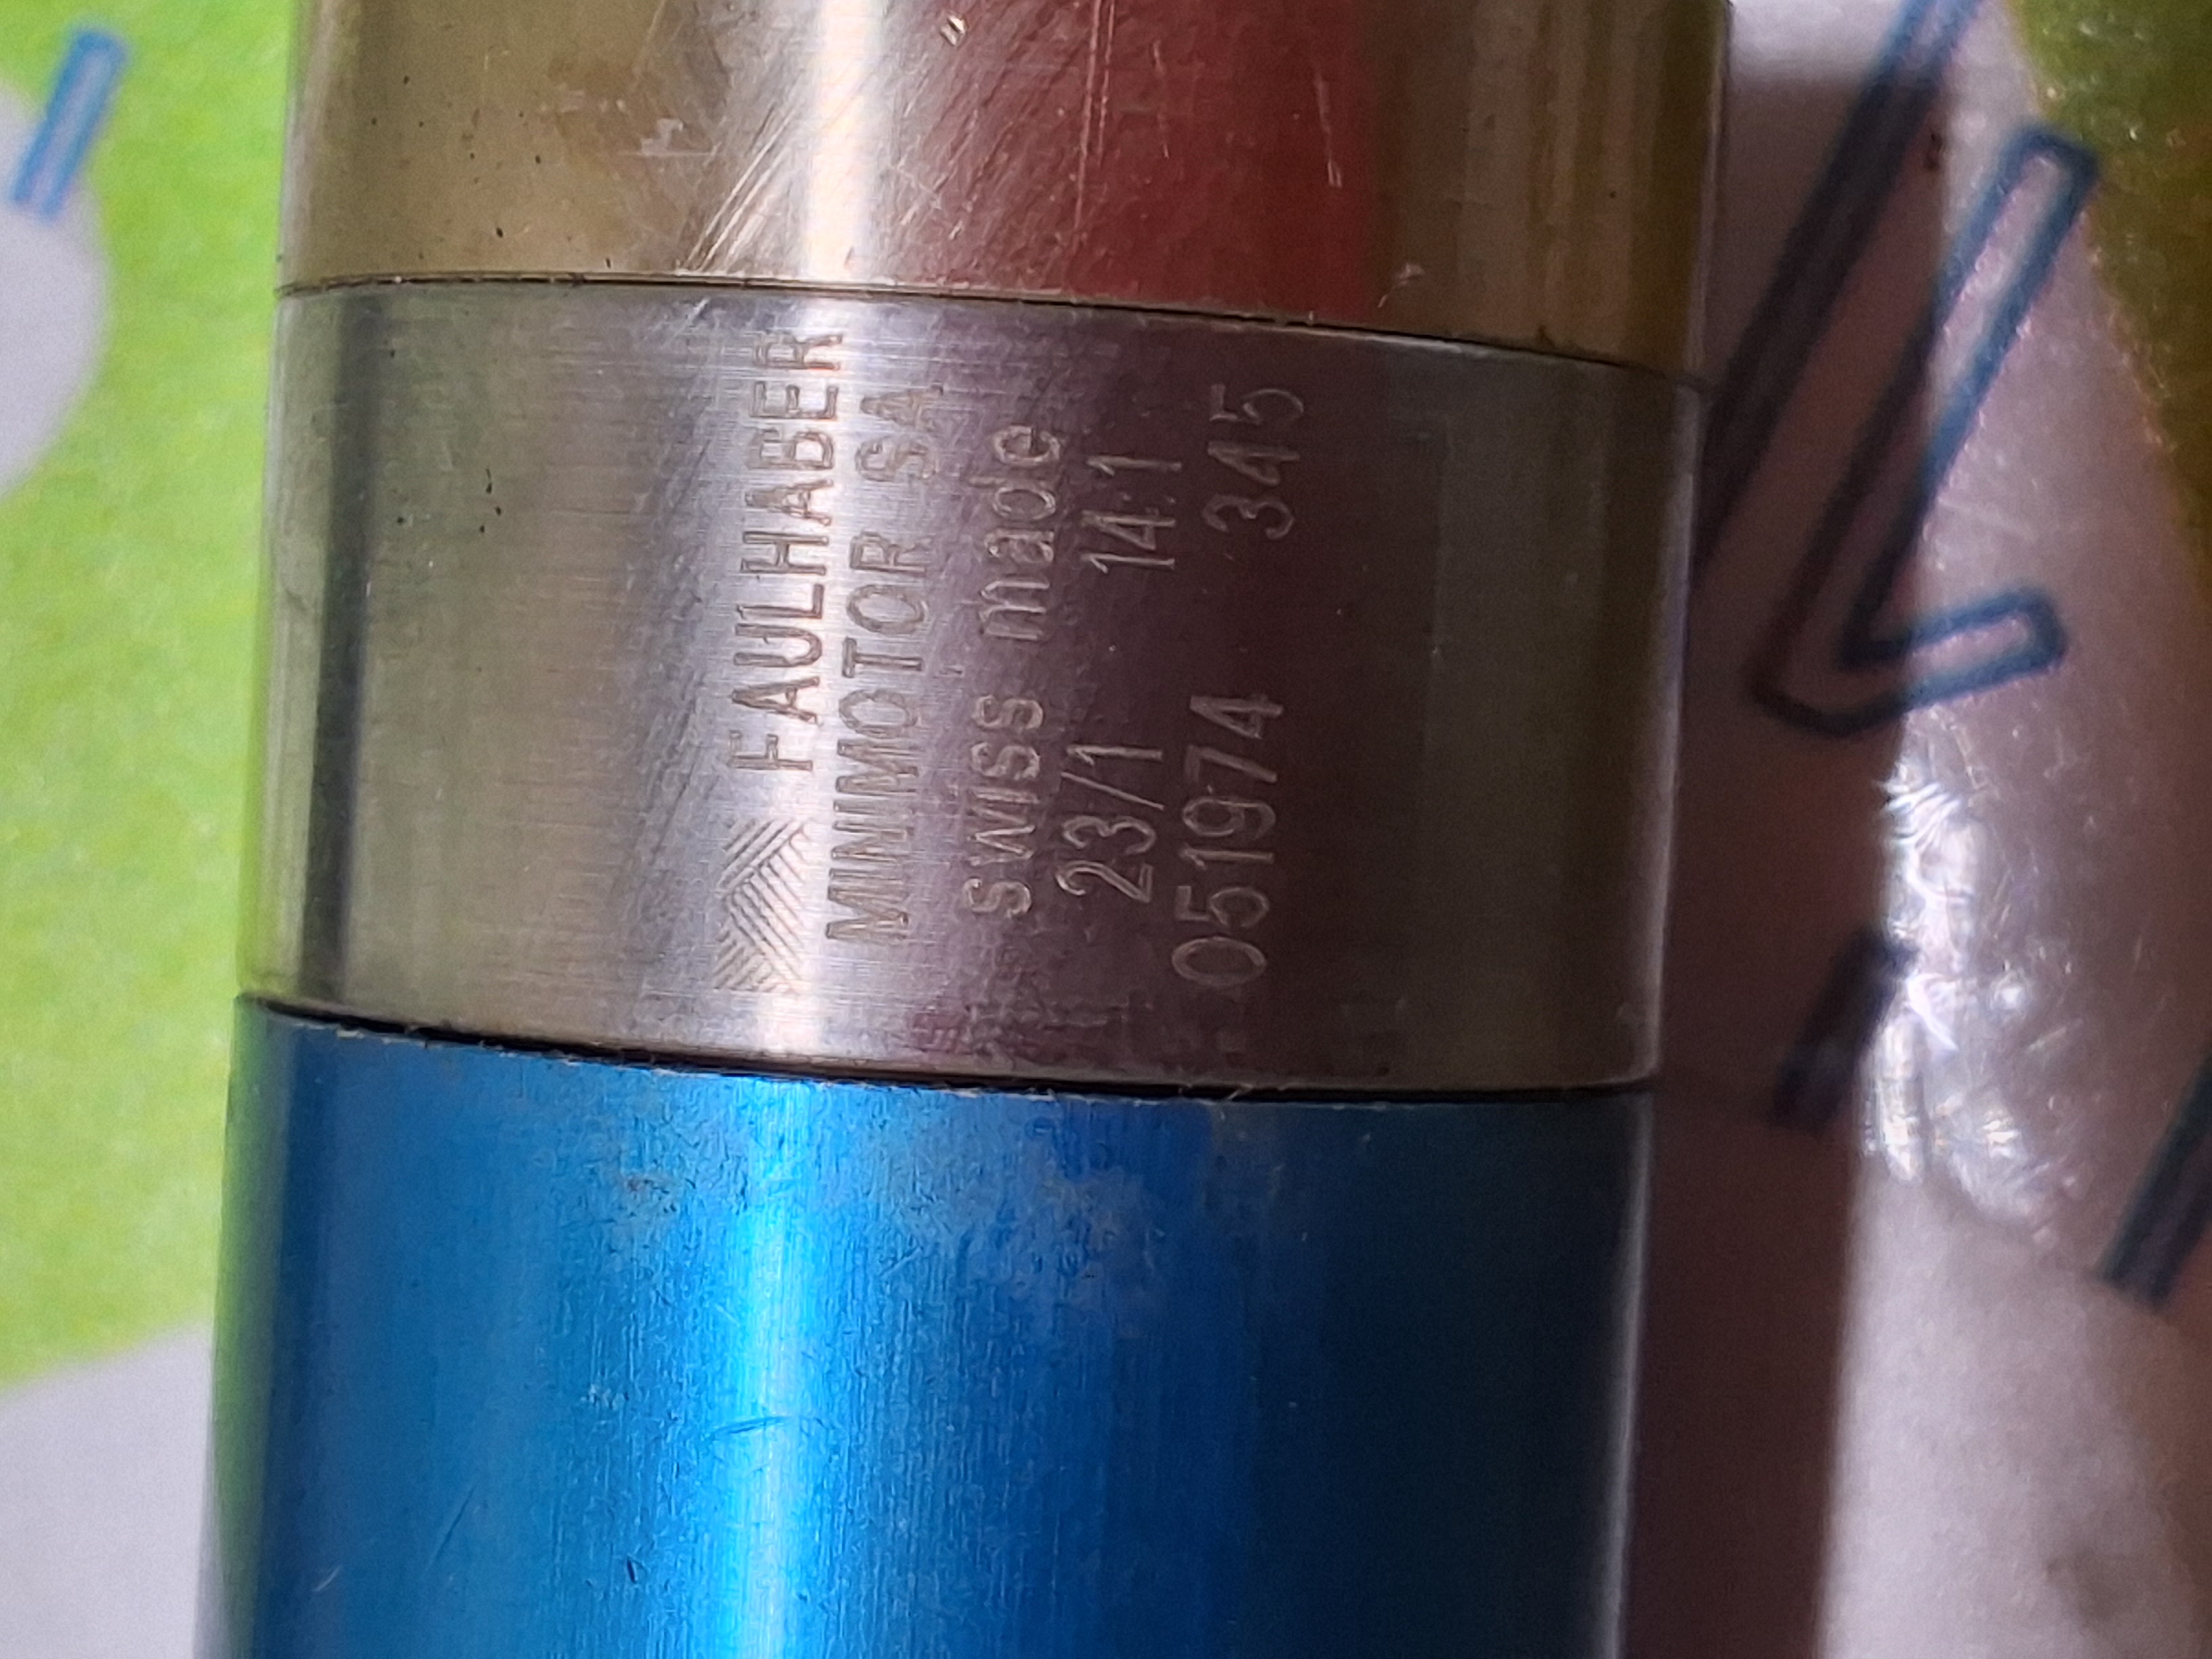 FAULHABER
MINIMOTOR SA
swiss made
23/1 14:1
051974 345